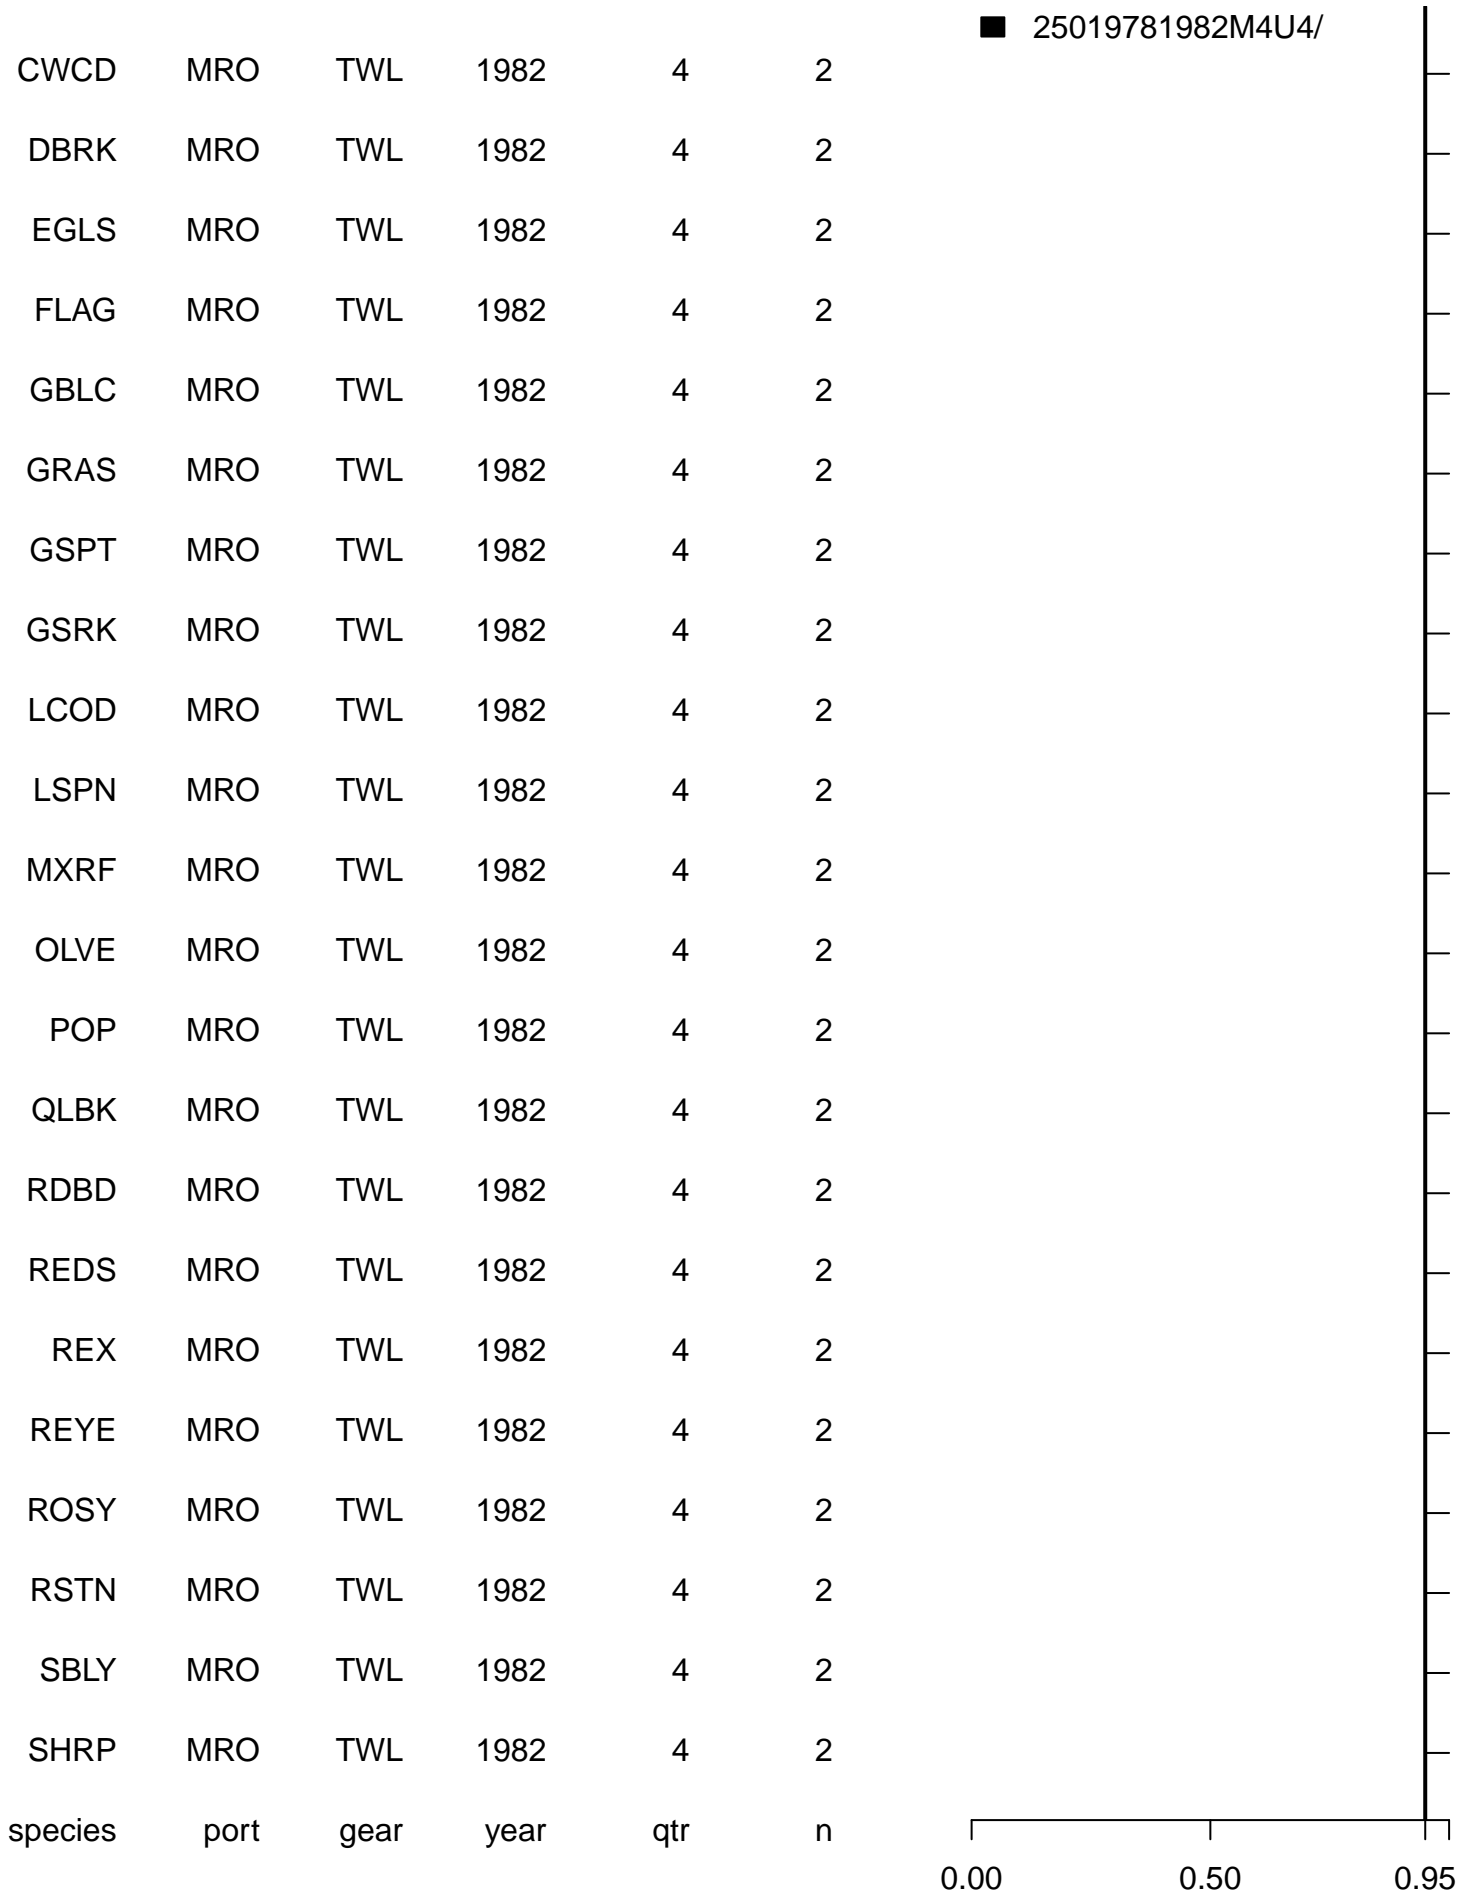 25019781982M4U4/
CWCD MRO TWL 1982 4 2
DBRK MRO TWL 1982 4 2
EGLS MRO TWL 1982 4 2
FLAG MRO TWL 1982 4 2
GBLC MRO TWL 1982 4 2
GRAS MRO TWL 1982 4 2
GSPT MRO TWL 1982 4 2
GSRK MRO TWL 1982 4 2
LCOD MRO TWL 1982 4 2
LSPN MRO TWL 1982 4 2
MXRF MRO TWL 1982 4 2
OLVE MRO TWL 1982 4 2
POP MRO TWL 1982 4 2
QLBK MRO TWL 1982 4 2
RDBD MRO TWL 1982 4 2
REDS MRO TWL 1982 4 2
REX MRO TWL 1982 4 2
REYE MRO TWL 1982 4 2
ROSY MRO TWL 1982 4 2
RSTN MRO TWL 1982 4 2
SBLY MRO TWL 1982 4 2
SHRP MRO TWL 1982 4 2
species port gear year qtr n
0.00 0.50 0.95